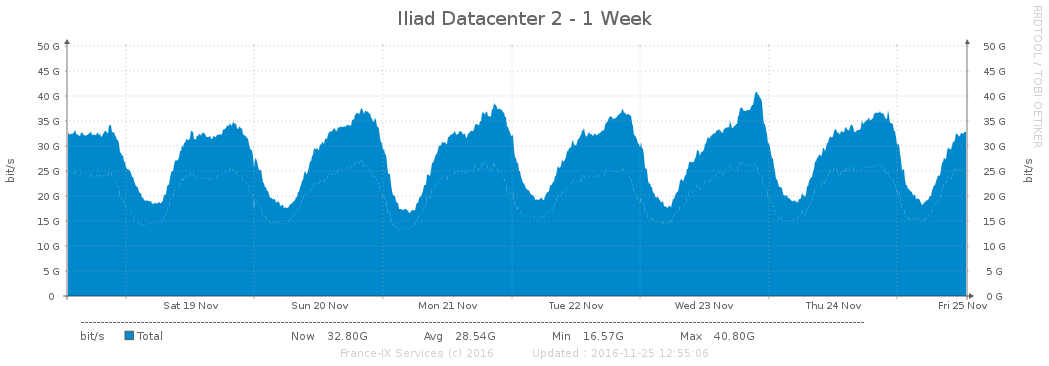 Iliad Datacenter 2 - 1 Week
RRDTOOL / TOBI OETIKER
50 G 50 G
45 G 45 G
40 G 40 G
35 G 35 G
30 G 30 G
25 G 25 G
20 G 20 G
15 G 15 G
10 G 10 G
5 G 5 G
0 0 G
bit/s bit/s
Sat 19 Nov Sun 20 Nov Mon 21 Nov Tue 22 Nov Wed 23 Nov Thu 24 Nov Fri 25 Nov
bit/s Total Now 32.80G Avg 28.54G Min 16.57G Max 40.80G
France-IX Services (c) 2016 Updated : 2016-11-25 12:55:06